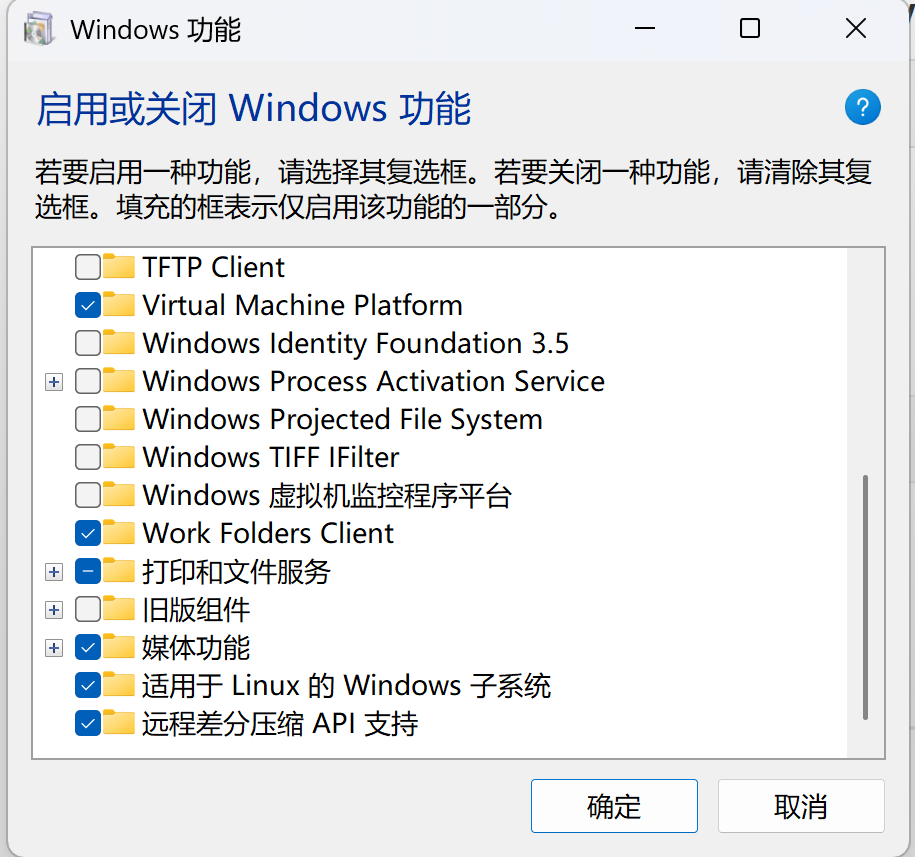 Windows 功能
启用或关闭 Windows 功能
?
若要启用一种功能，请选择其复选框。若要关闭一种功能，请清除其复
选框。填充的框表示仅启用该功能的一部分。
TFTP Client
Virtual Machine Platform
Windows Identity Foundation 3.5
Windows Process Activation Service
Windows Projected File System
Windows TIFF IFilter
Windows 虚拟机监控程序平台
Work Folders Client
打印和文件服务
旧版组件
媒体功能
适用于 Linux 的 Windows 子系统
远程差分压缩 API 支持
确定
取消